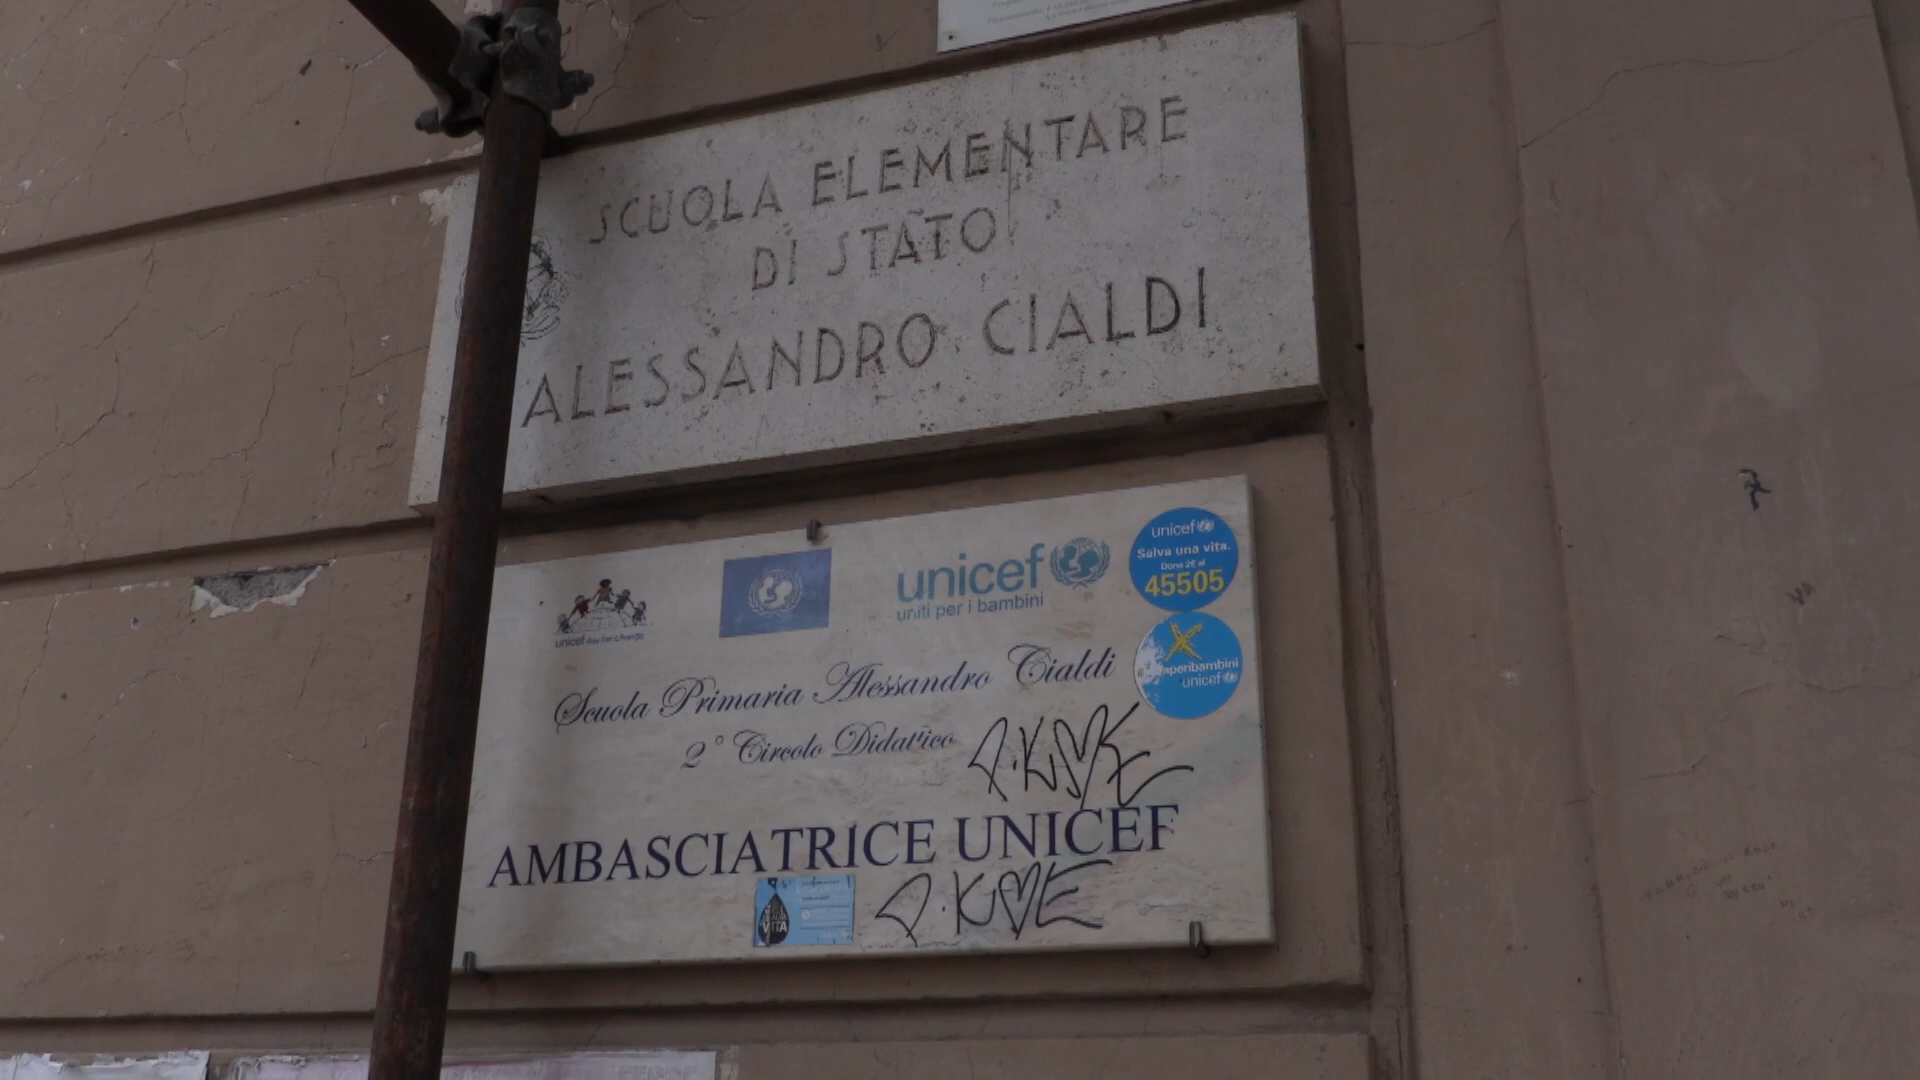 SCUOLA ELEMENTARE
DI STATO
ALESSANDRO CIALDI
unicef
Salva una vita.
Dona 2€ al
45505
unicef
uniti per i bambini
unicef day for change
aperibambini
unicef
Scuola Primaria Alessandro Cialdi
2° Circolo Didattico
AMBASCIATRICE UNICEF
VITA